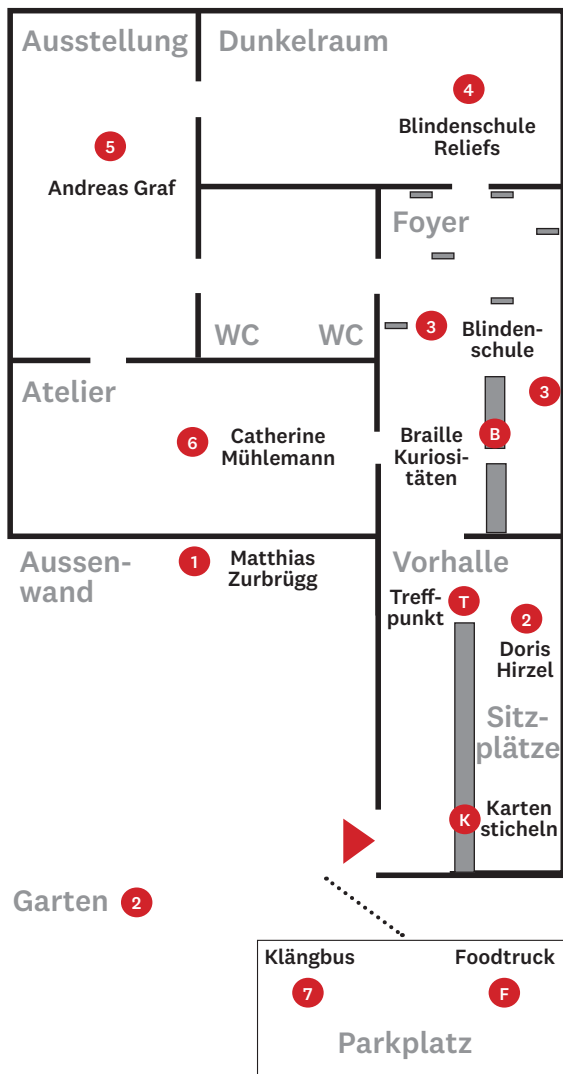 Ausstellung
Dunkelraum
4
Blindenschule
Reliefs
5
Andreas Graf
Foyer
3
Blinden-
schule
WC
WC
3
Atelier
6
Catherine
Mühlemann
B
Braille
Kuriosi-
täten
Aussen-
wand
1
Matthias
Zurbrügg
Vorhalle
Treff-
punkt
T
2
Doris
Hirzel
Sitz-
plätze
K
Karten
sticheln
Garten
2
Klängbus
Foodtruck
7
F
Parkplatz